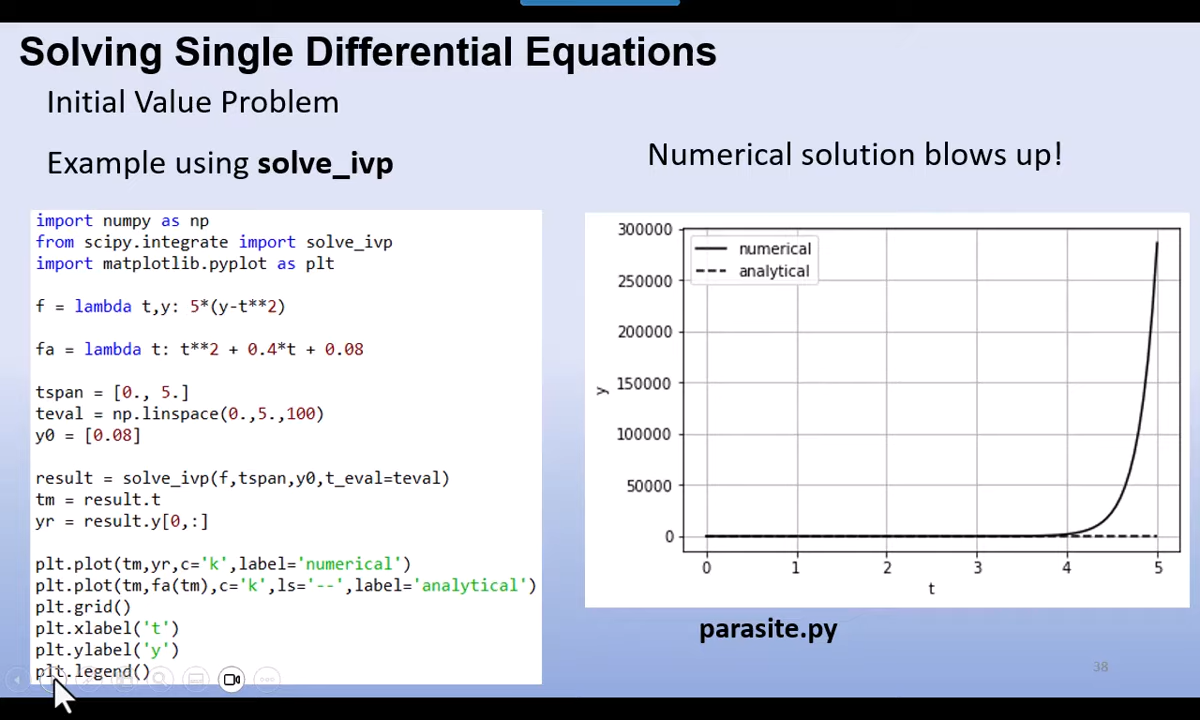 Solving Single Differential Equations
Initial Value Problem
Example using solve_ivp
import numpy as np
from scipy.integrate import solve_ivp
import matplotlib.pyplot as plt
f = lambda t,y: 5*(y-t**2)
fa = lambda t: t**2 + 0.4*t + 0.08
tspan = [0., 5.]
teval = np.linspace(0.,5.,100)
y0 = [0.08]
result = solve_ivp(f,tspan,y0,t_eval=teval)
tm = result.t
yr = result.y[0,:]
plt.plot(tm,yr,c='k',label='numerical')
plt.plot(tm,fa(tm),c='k',ls='--',label='analytical')
plt.grid()
plt.xlabel('t')
plt.ylabel('y')
plt.legend()
Numerical solution blows up!
300000
250000
200000
150000
100000
50000
0
y
numerical
analytical
0 1 2 3 4 5
t
parasite.py
38